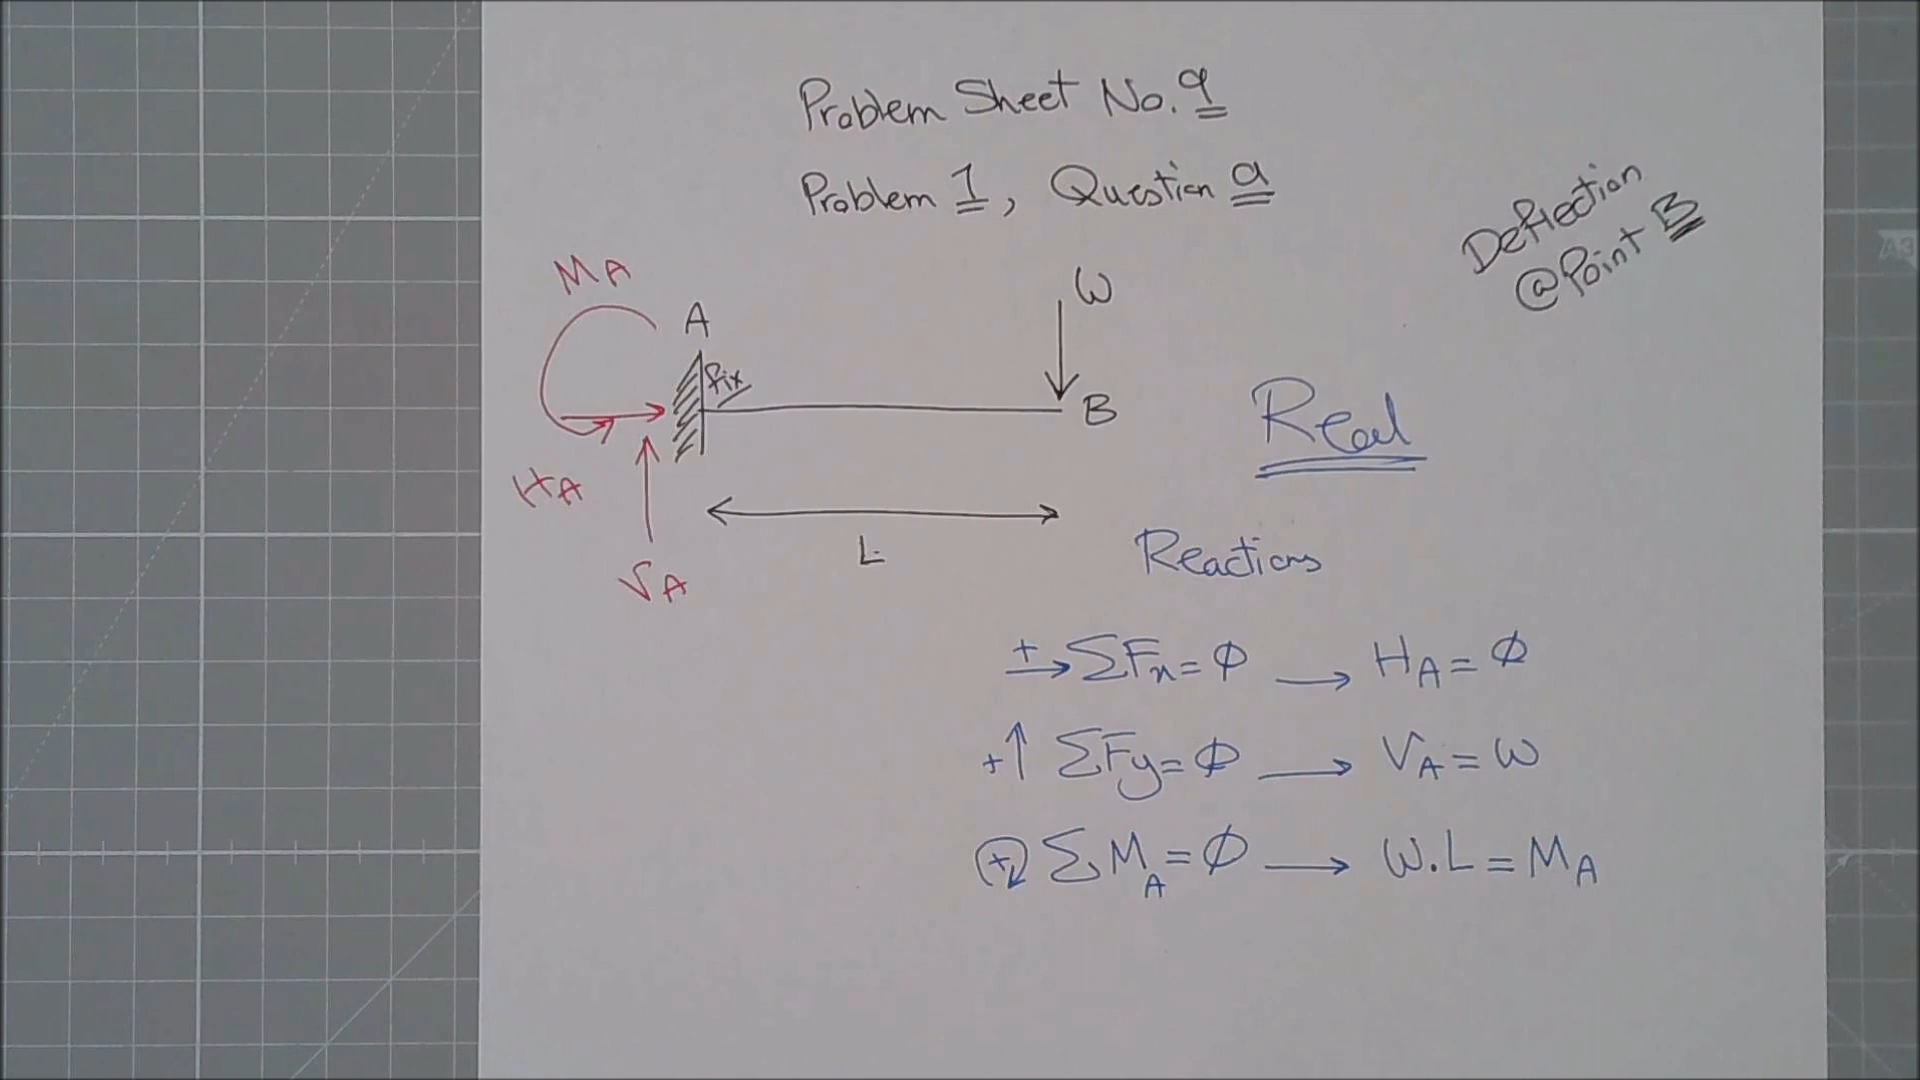 Problem Sheet No. 9
Problem 1, Question a
Deflection
@Point B
MA
A
W
fix
B
Real
HA
VA
L
Reactions
+→ ΣFx = φ → HA = φ
+↑ ΣFy = φ → VA = W
+ ΣMA = φ → W.L = MA
A3